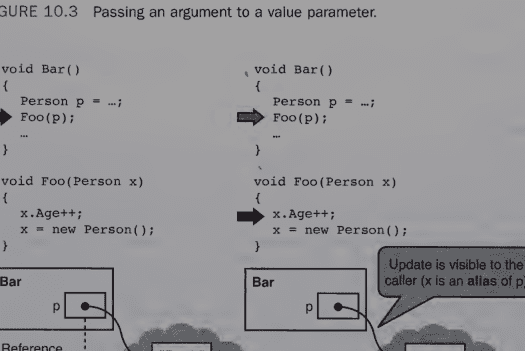 GURE 10.3 Passing an argument to a value parameter.
void Bar()
{
Person p = …;
Foo(p);
…
}
void Foo(Person x)
{
x.Age++;
x = new Person();
}
Bar
p
Reference
void Bar()
{
Person p = …;
Foo(p);
…
}
void Foo(Person x)
{
x.Age++;
x = new Person();
}
Update is visible to the
caller (x is an alias of p)
Bar
p